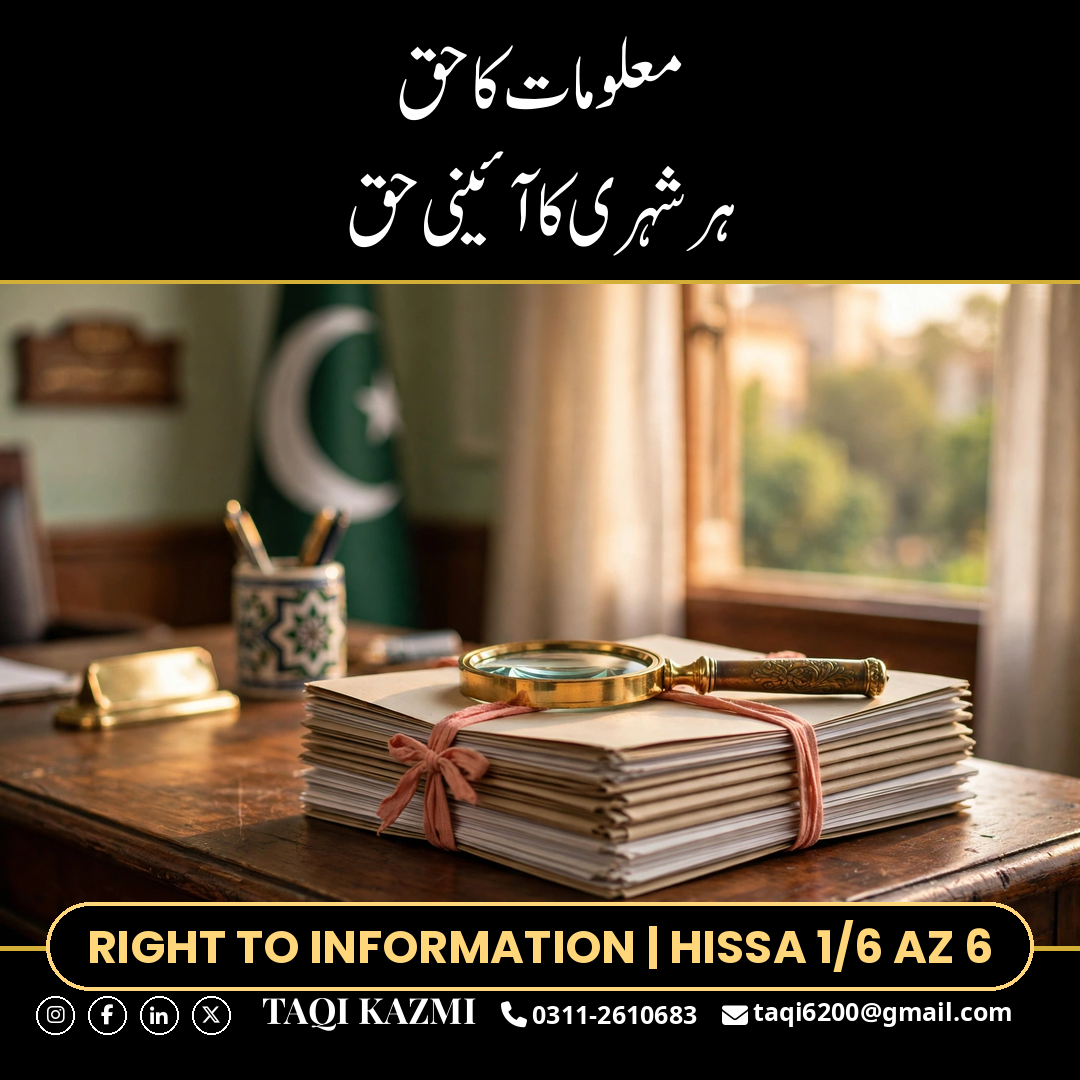 معلومات کا حق
ہر شہری کا آئینی حق
RIGHT TO INFORMATION | HISSA 1/6 AZ 6
TAQI KAZMI 0311-2610683 taqi6200@gmail.com